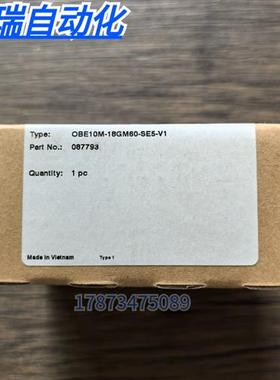 瑞自动化
Type: OBE10M-18GM60-SE5-V1
Part No.: 087793
Quantity: 1 pc
Made in Vietnam Type 1
17873475089